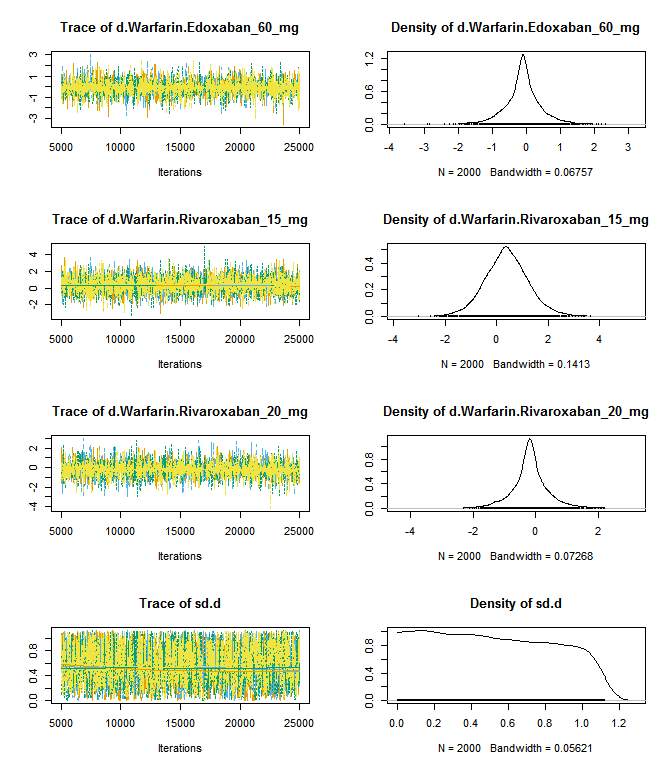 Trace of d.Warfarin.Edoxaban_60_mg
3
1
-1
-3
5000 10000 15000 20000 25000
Iterations
Density of d.Warfarin.Edoxaban_60_mg
1.2
0.6
0.0
-4 -3 -2 -1 0 1 2 3
N = 2000 Bandwidth = 0.06757
Trace of d.Warfarin.Rivaroxaban_15_mg
4
2
0
-2
5000 10000 15000 20000 25000
Iterations
Density of d.Warfarin.Rivaroxaban_15_mg
0.4
0.2
0.0
-4 -2 0 2 4
N = 2000 Bandwidth = 0.1413
Trace of d.Warfarin.Rivaroxaban_20_mg
2
0
-2
-4
5000 10000 15000 20000 25000
Iterations
Density of d.Warfarin.Rivaroxaban_20_mg
0.8
0.4
0.0
-4 -2 0 2
N = 2000 Bandwidth = 0.07268
Trace of sd.d
0.8
0.4
0.0
5000 10000 15000 20000 25000
Iterations
Density of sd.d
0.8
0.4
0.0
0.0 0.2 0.4 0.6 0.8 1.0 1.2
N = 2000 Bandwidth = 0.05621